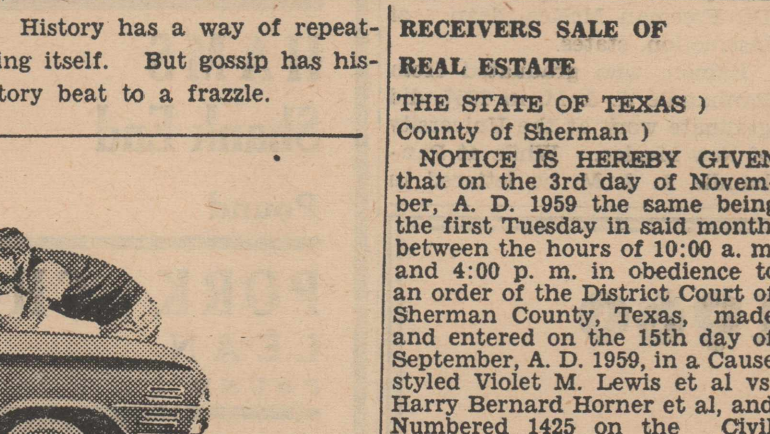 History has a way of repeat-
ing itself. But gossip has his-
tory beat to a frazzle.
RECEIVERS SALE OF
REAL ESTATE
THE STATE OF TEXAS )
County of Sherman )
NOTICE IS HEREBY GIVEN
that on the 3rd day of Novem-
ber, A. D. 1959 the same being
the first Tuesday in said month
between the hours of 10:00 a. m
and 4:00 p. m. in obedience to
an order of the District Court of
Sherman County, Texas, made
and entered on the 15th day of
September, A. D. 1959, in a Cause
styled Violet M. Lewis et al vs
Harry Bernard Horner et al, and
Numbered 1425 on the Civil